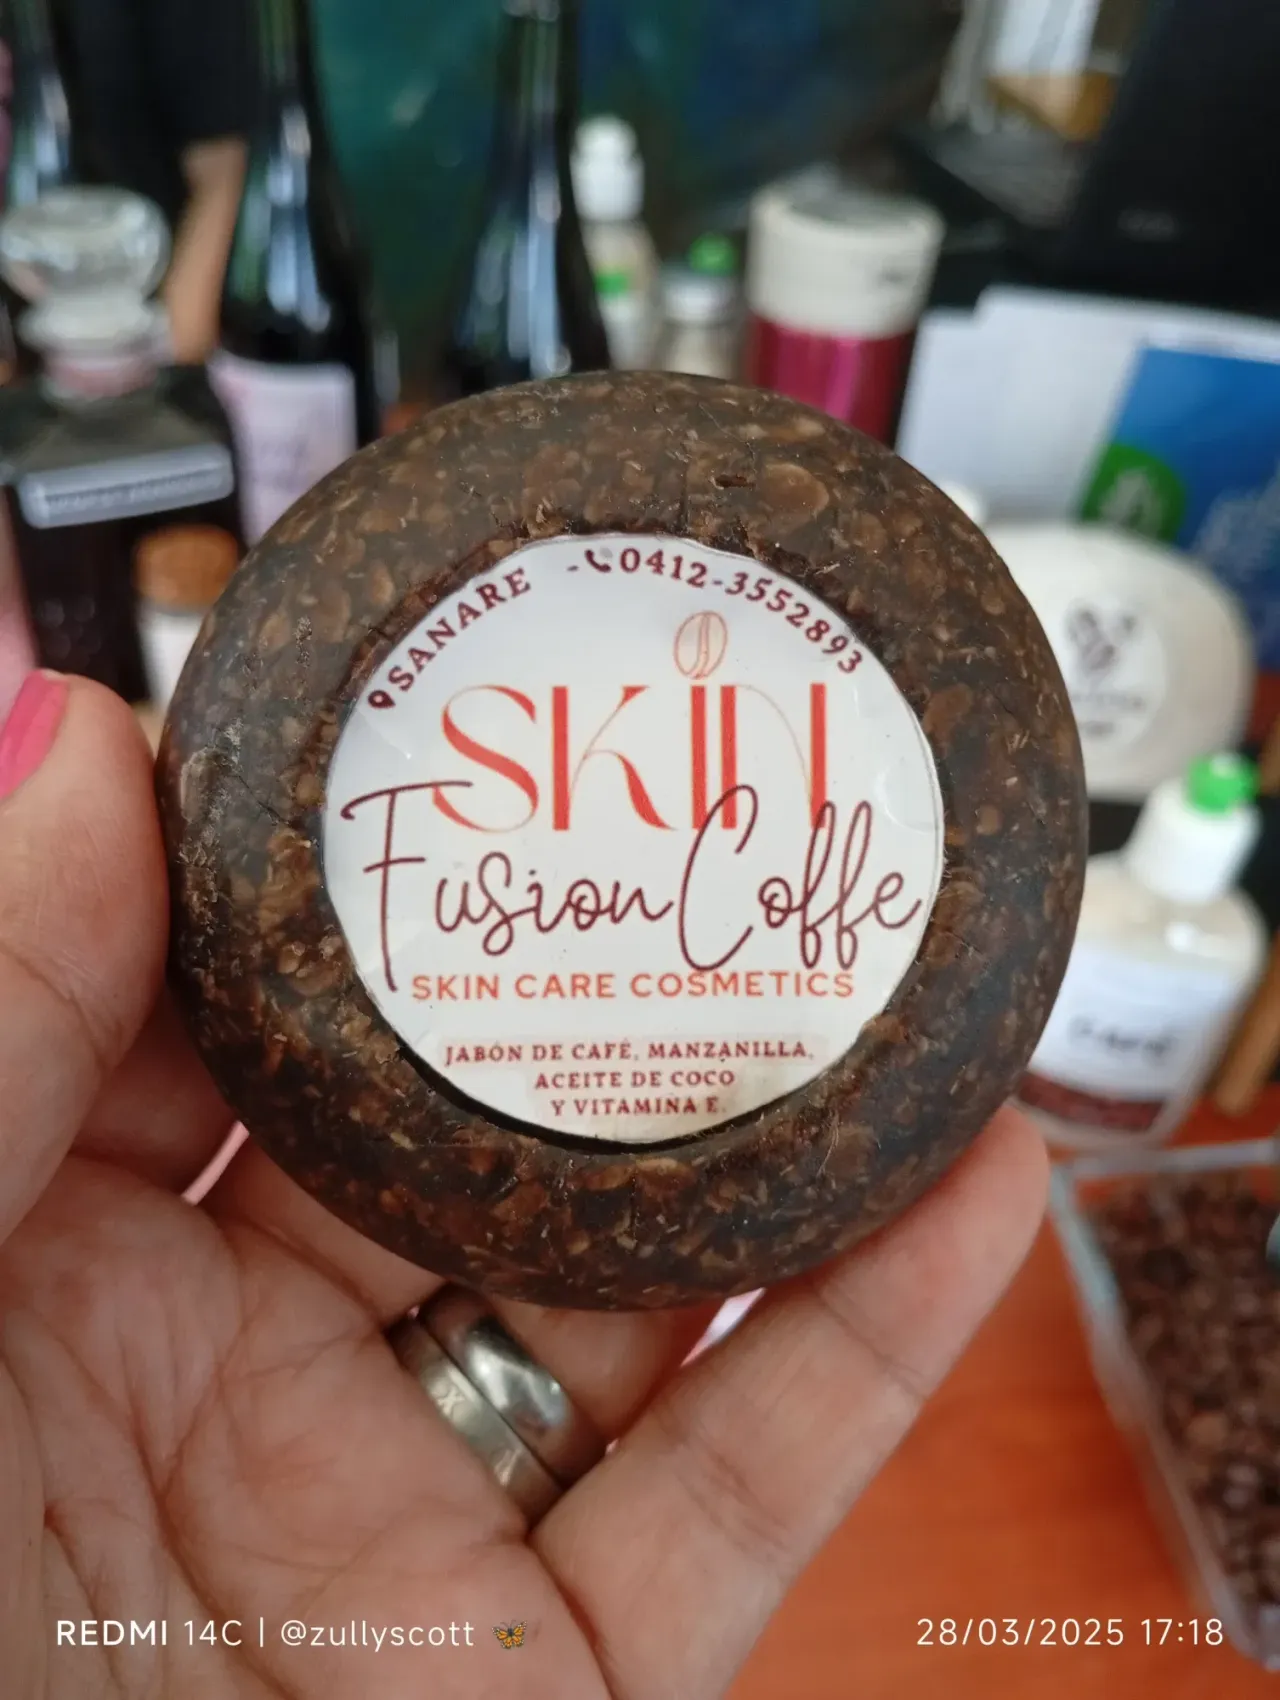 SANARE - 0412-3552893
SKIN
Fusion Coffe
SKIN CARE COSMETICS
JABÓN DE CAFÉ, MANZANILLA,
ACEITE DE COCO
Y VITAMINA E.
REDMI 14C | @zullyscott 🦋
28/03/2025 17:18